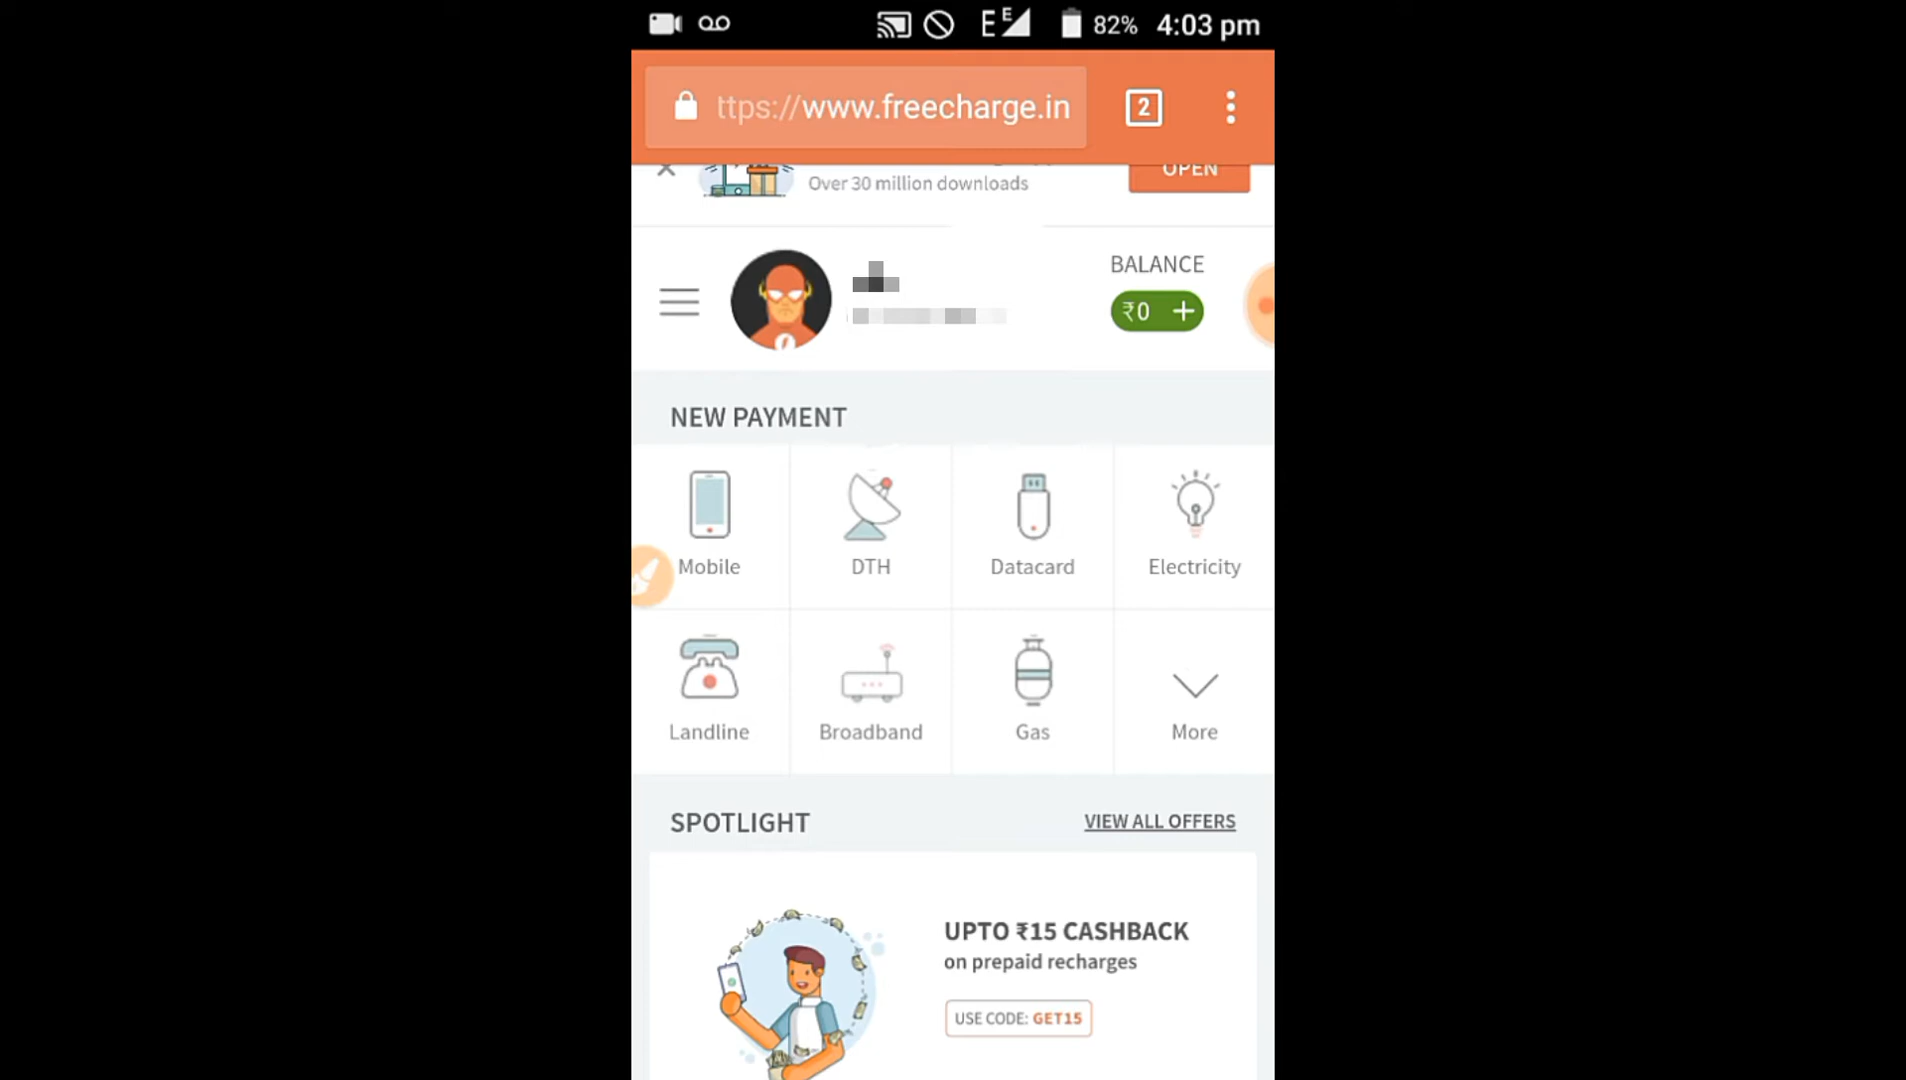 E E 82% 4:03 pm
ttps://www.freecharge.in 2
OPEN
Over 30 million downloads
BALANCE
₹0 +
NEW PAYMENT
Mobile DTH Datacard Electricity
Landline Broadband Gas More
SPOTLIGHT VIEW ALL OFFERS
UPTO ₹15 CASHBACK
on prepaid recharges
USE CODE: GET15